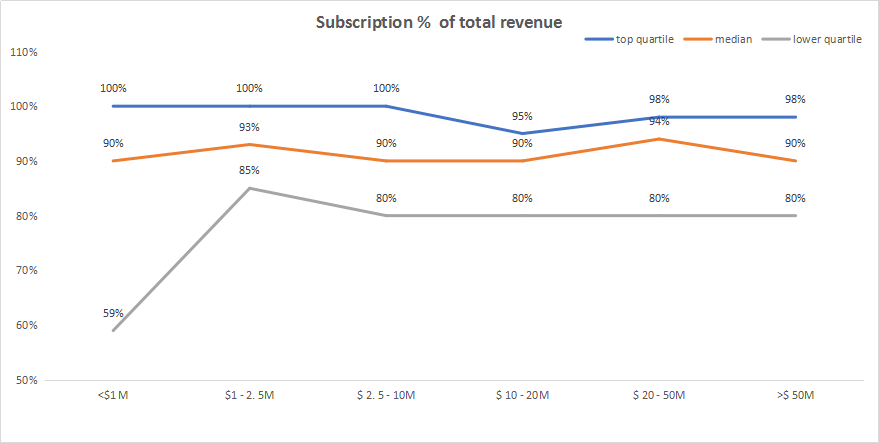 Subscription % of total revenue
top quartile median lower quartile
110%
100%
90%
80%
70%
60%
50%
100% 100% 100% 95% 98% 98%
90% 93% 90% 90% 94% 90%
59% 85% 80% 80% 80% 80%
<$1 M $1 - 2. 5M $ 2. 5 - 10M $ 10 - 20M $ 20 - 50M >$ 50M